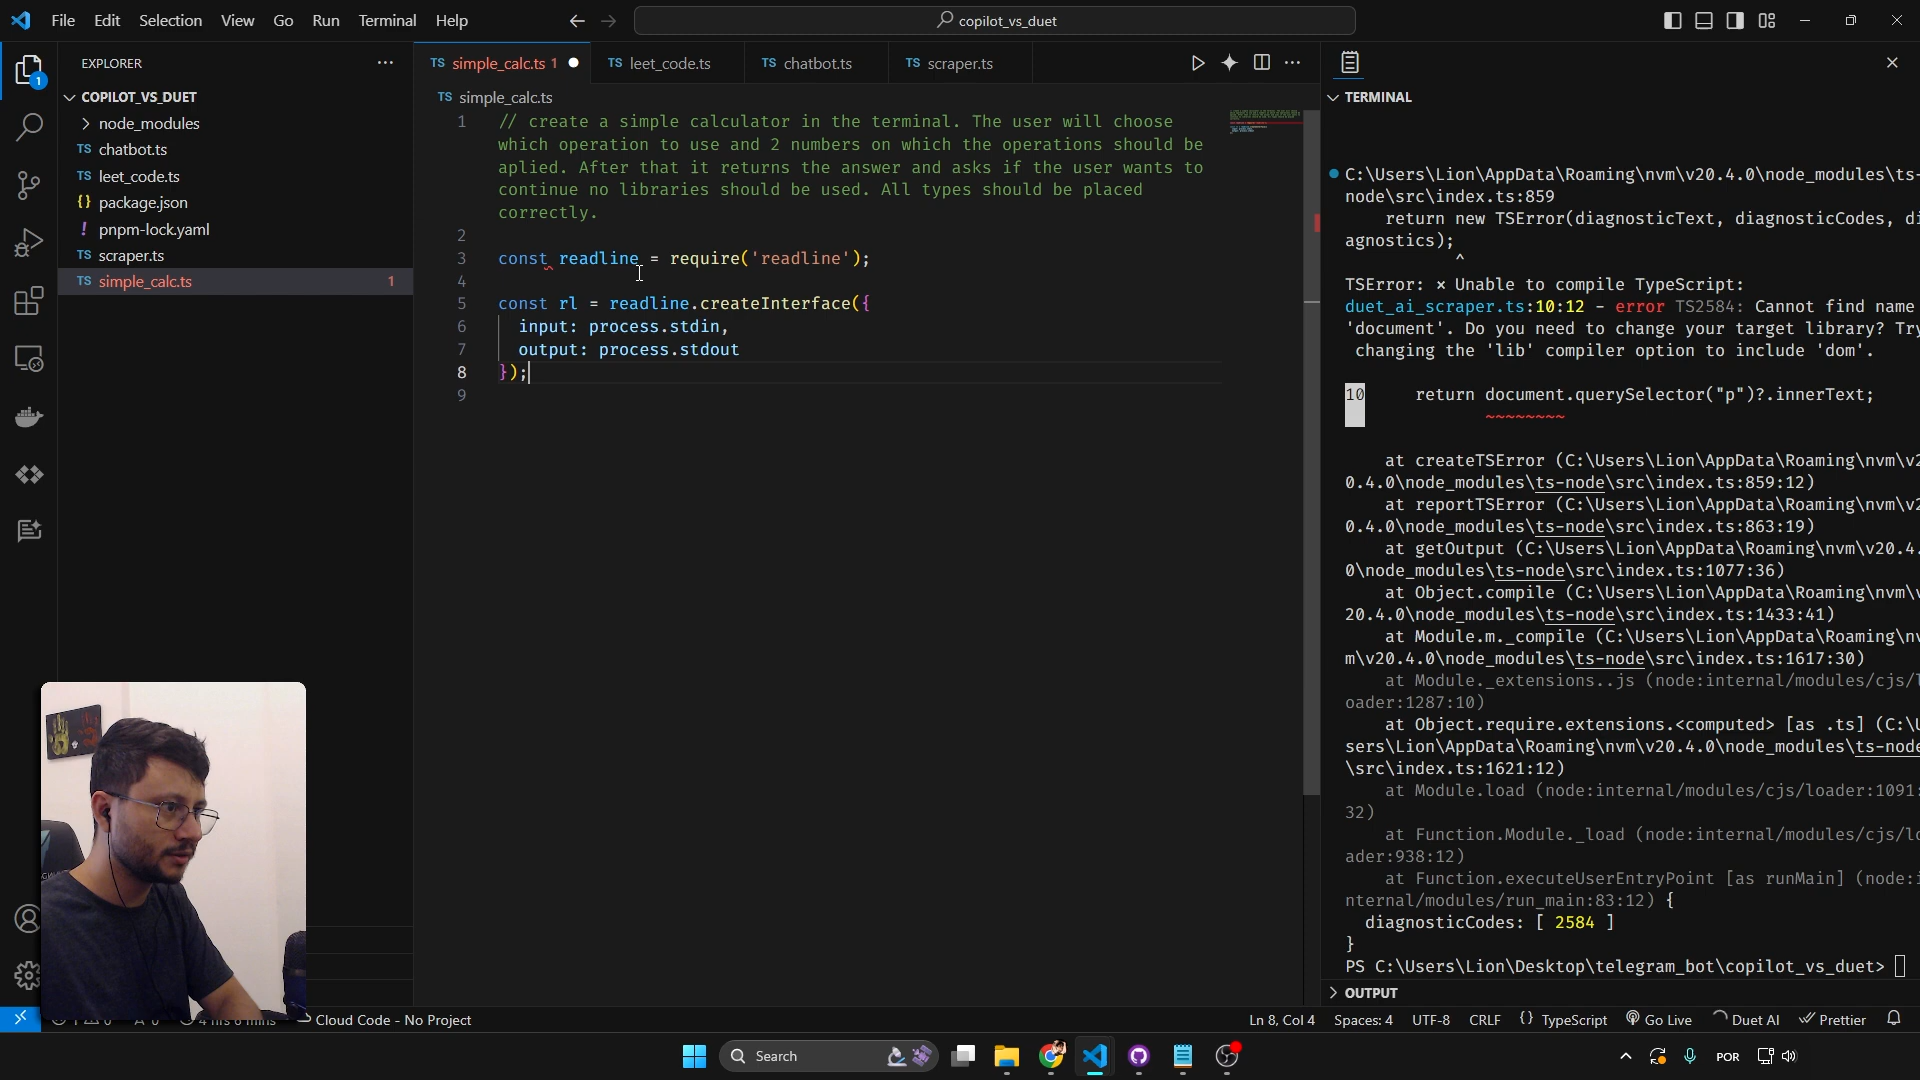 File Edit Selection View Go Run Terminal Help
copilot_vs_duet
EXPLORER
COPILOT_VS_DUET
node_modules
TS chatbot.ts
TS leet_code.ts
{} package.json
! pnpm-lock.yaml
TS scraper.ts
TS simple_calc.ts 1
1
TS simple_calc.ts 1
TS leet_code.ts
TS chatbot.ts
TS scraper.ts
TS simple_calc.ts
1 // create a simple calculator in the terminal. The user will choose
which operation to use and 2 numbers on which the operations should be
aplied. After that it returns the answer and asks if the user wants to
continue no libraries should be used. All types should be placed
correctly.
2
3 const readline = require('readline');
4
5 const rl = readline.createInterface({
6 input: process.stdin,
7 output: process.stdout
8 });
9
TERMINAL
C:\Users\Lion\AppData\Roaming\nvm\v20.4.0\node_modules\ts-
node\src\index.ts:859
return new TSError(diagnosticText, diagnosticCodes, di
agnostics);
^
TSError: ⨯ Unable to compile TypeScript:
duet_ai_scraper.ts:10:12 - error TS2584: Cannot find name
'document'. Do you need to change your target library? Try
changing the 'lib' compiler option to include 'dom'.
10 return document.querySelector("p")?.innerText;
~~~~~~~~
at createTSError (C:\Users\Lion\AppData\Roaming\nvm\v2
0.4.0\node_modules\ts-node\src\index.ts:859:12)
at reportTSError (C:\Users\Lion\AppData\Roaming\nvm\v2
0.4.0\node_modules\ts-node\src\index.ts:863:19)
at getOutput (C:\Users\Lion\AppData\Roaming\nvm\v20.4.
0\node_modules\ts-node\src\index.ts:1077:36)
at Object.compile (C:\Users\Lion\AppData\Roaming\nvm\v
20.4.0\node_modules\ts-node\src\index.ts:1433:41)
at Module.m._compile (C:\Users\Lion\AppData\Roaming\nv
m\v20.4.0\node_modules\ts-node\src\index.ts:1617:30)
at Module._extensions..js (node:internal/modules/cjs/l
oader:1287:10)
at Object.require.extensions.<computed> [as .ts] (C:\U
sers\Lion\AppData\Roaming\nvm\v20.4.0\node_modules\ts-node
\src\index.ts:1621:12)
at Module.load (node:internal/modules/cjs/loader:1091:
32)
at Function.Module._load (node:internal/modules/cjs/lo
ader:938:12)
at Function.executeUserEntryPoint [as runMain] (node:i
nternal/modules/run_main:83:12) {
diagnosticCodes: [ 2584 ]
}
PS C:\Users\Lion\Desktop\telegram_bot\copilot_vs_duet>
OUTPUT
Cloud Code - No Project
Ln 8, Col 4 Spaces: 4 UTF-8 CRLF {} TypeScript Go Live Duet AI Prettier
Search
POR